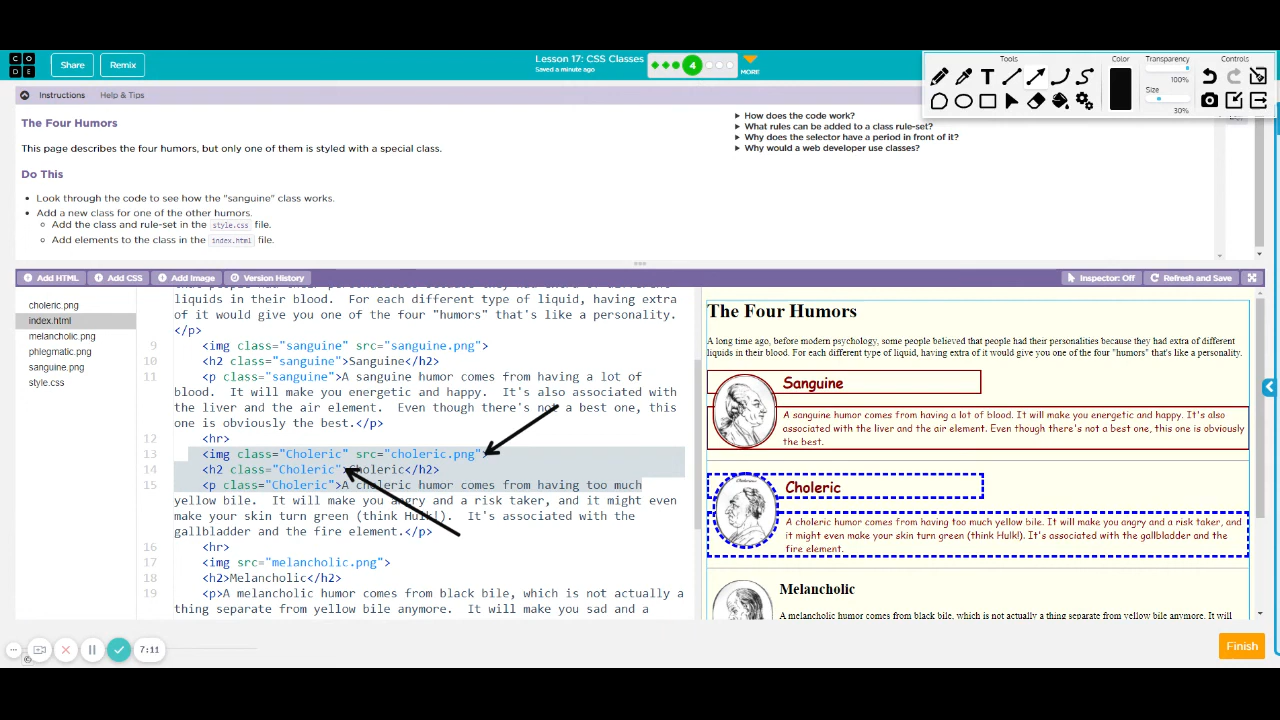 C O
D E
Share
Remix
Lesson 17: CSS Classes
Saved a minute ago
4
MORE
Tools
Color
Transparency
100%
Size
30%
Controls
Instructions
Help & Tips
The Four Humors
This page describes the four humors, but only one of them is styled with a special class.
Do This
Look through the code to see how the "sanguine" class works.
Add a new class for one of the other humors.
Add the class and rule-set in the style.css file.
Add elements to the class in the index.html file.
How does the code work?
What rules can be added to a class rule-set?
Why does the selector have a period in front of it?
Why would a web developer use classes?
Add HTML
Add CSS
Add Image
Version History
Inspector: Off
Refresh and Save
choleric.png
index.html
melancholic.png
phlegmatic.png
sanguine.png
style.css
liquids in their blood.  For each different type of liquid, having extra
of it would give you one of the four "humors" that's like a personality.
</p>
9 <img class="sanguine" src="sanguine.png">
10 <h2 class="sanguine">Sanguine</h2>
11 <p class="sanguine">A sanguine humor comes from having a lot of
blood.  It will make you energetic and happy.  It's also associated with
the liver and the air element.  Even though there's not a best one, this
one is obviously the best.</p>
12 <hr>
13 <img class="Choleric" src="choleric.png">
14 <h2 class="Choleric">Choleric</h2>
15 <p class="Choleric">A choleric humor comes from having too much
yellow bile.  It will make you angry and a risk taker, and it might even
make your skin turn green (think Hulk!).  It's associated with the
gallbladder and the fire element.</p>
16 <hr>
17 <img src="melancholic.png">
18 <h2>Melancholic</h2>
19 <p>A melancholic humor comes from black bile, which is not actually a
thing separate from yellow bile anymore.  It will make you sad and a
The Four Humors
A long time ago, before modern psychology, some people believed that people had their personalities because they had extra of different
liquids in their blood. For each different type of liquid, having extra of it would give you one of the four "humors" that's like a personality.
Sanguine
A sanguine humor comes from having a lot of blood. It will make you energetic and happy. It's also
associated with the liver and the air element. Even though there's not a best one, this one is obviously
the best.
Choleric
A choleric humor comes from having too much yellow bile. It will make you angry and a risk taker, and
it might even make your skin turn green (think Hulk!). It's associated with the gallbladder and the
fire element.
Melancholic
A melancholic humor comes from black bile, which is not actually a thing separate from yellow bile anymore. It will
7:11
Finish